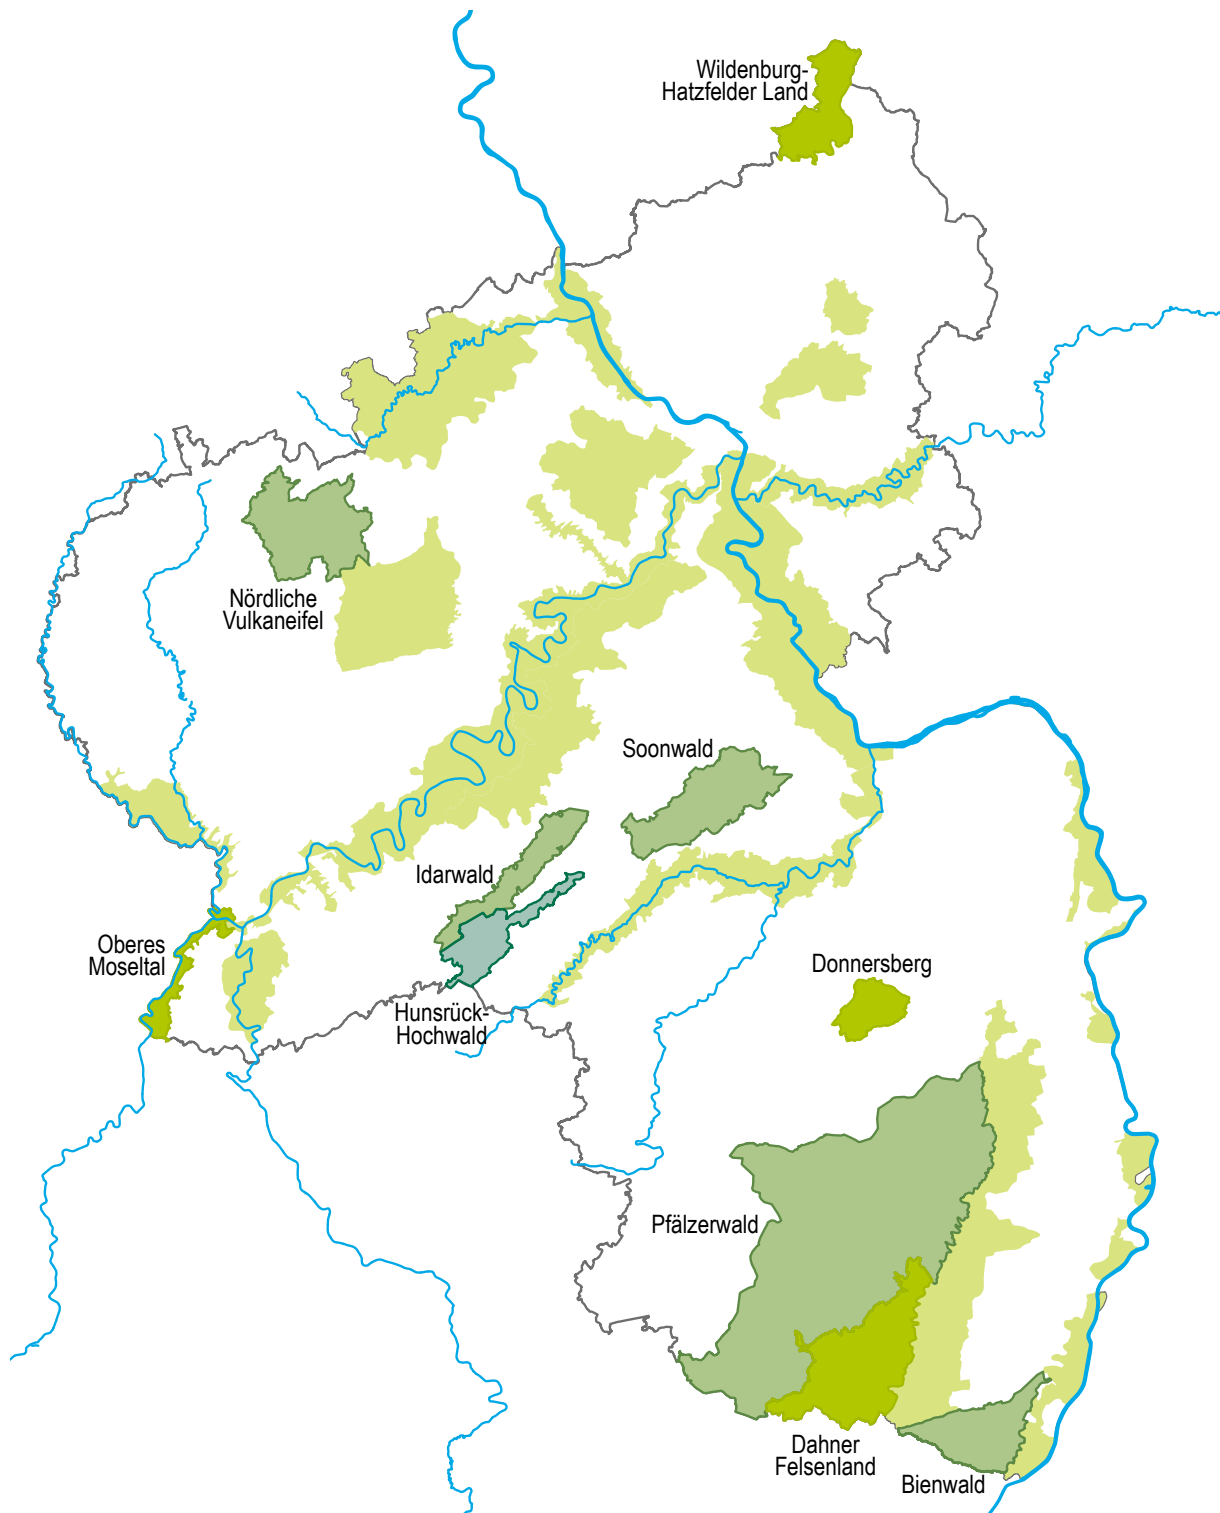 Wildenburg-
Hatzfelder Land
Nördliche
Vulkaneifel
Soonwald
Idarwald
Oberes
Moseltal
Donnersberg
Hunsrück-
Hochwald
Pfälzerwald
Dahner
Felsenland
Bienwald